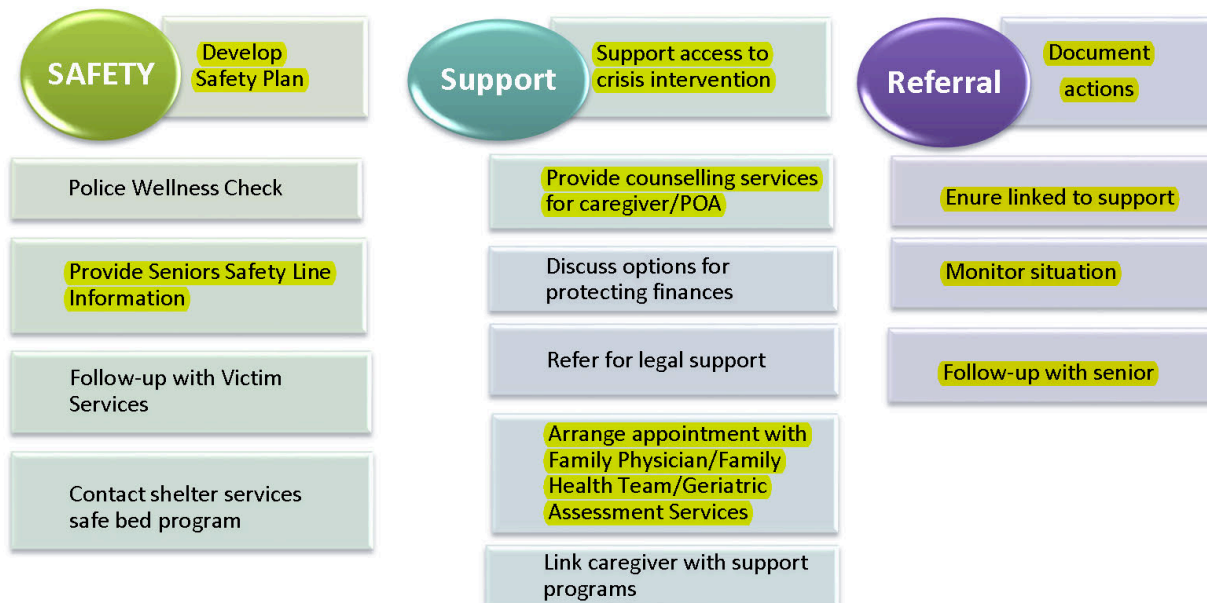 SAFETY
Develop
Safety Plan
Police Wellness Check
Provide Seniors Safety Line
Information
Follow-up with Victim
Services
Contact shelter services
safe bed program
Support
Support access to
crisis intervention
Provide counselling services
for caregiver/POA
Discuss options for
protecting finances
Refer for legal support
Arrange appointment with
Family Physician/Family
Health Team/Geriatric
Assessment Services
Link caregiver with support
programs
Referral
Document
actions
Enure linked to support
Monitor situation
Follow-up with senior